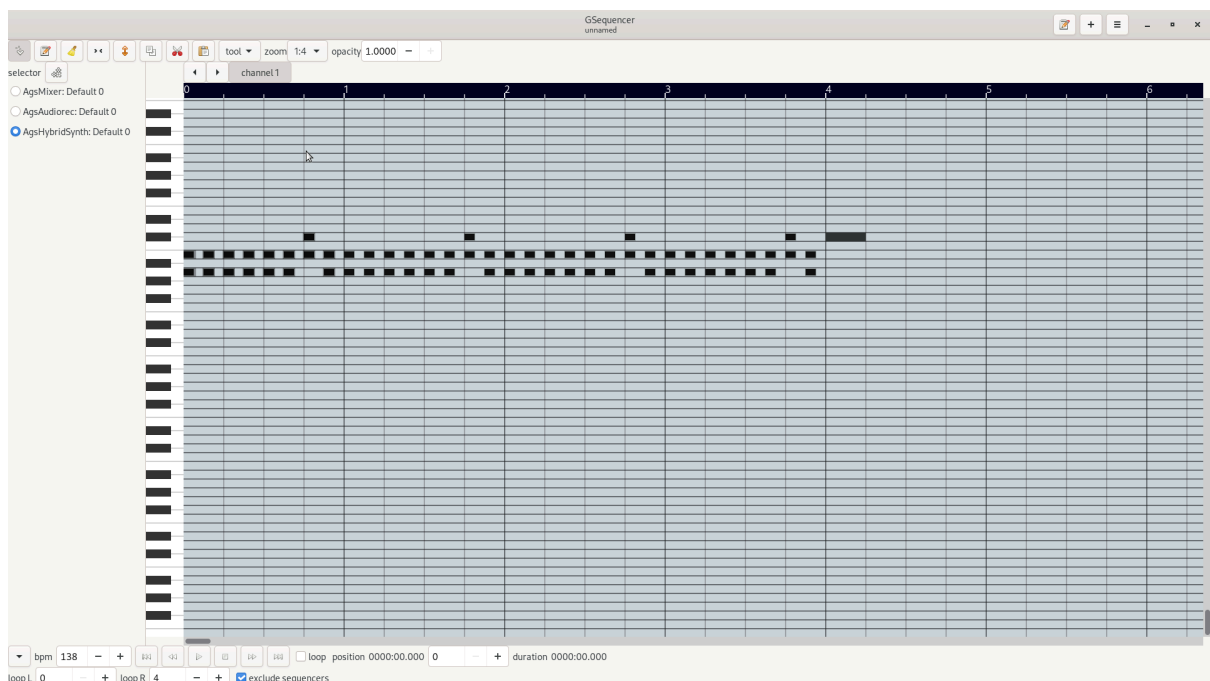 GSequencer
unnamed
tool zoom 1:4 opacity 1.0000
selector channel 1
AgsMixer: Default 0
AgsAudiorec: Default 0
AgsHybridSynth: Default 0
0 1 2 3 4 5 6
bpm 138 loop position 0000:00.000 0 duration 0000:00.000
loop L 0 loop R 4 exclude sequencers